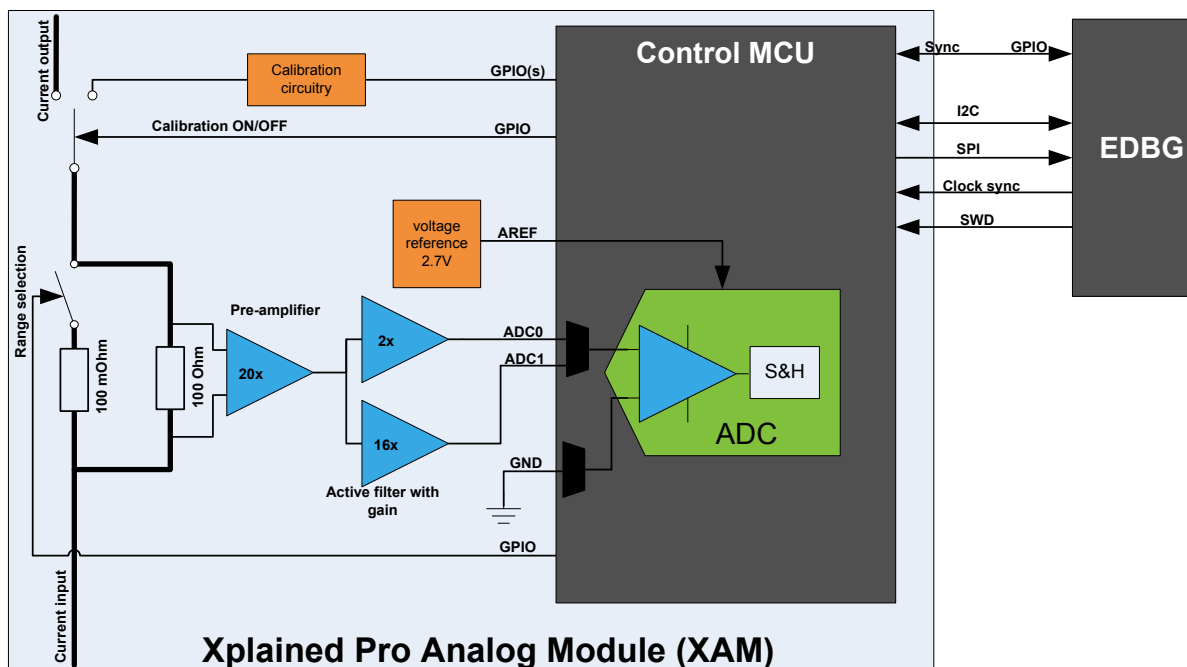 Current output
Calibration
circuitry
GPIO(s)
Control MCU
Sync
GPIO
Calibration ON/OFF
GPIO
I2C
SPI
EDBG
Clock sync
SWD
voltage
reference
2.7V
AREF
Range selection
Pre-amplifier
100 mOhm
100 Ohm
20x
2x
ADC0
ADC1
S&H
ADC
16x
GND
Active filter with
gain
GPIO
Current input
Xplained Pro Analog Module (XAM)